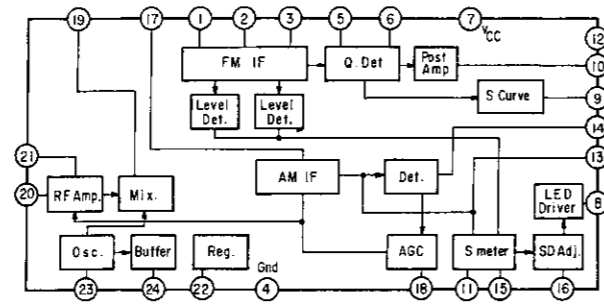 19 17 1 2 3 5 6 7 VCC
12
FM IF Q. Det Post Amp 10
Level Det. Level Det. S Curve 9
14
21 AM IF Det. 13
20 RF Amp. Mix. LED Driver 8
Osc. Buffer Reg. Gnd AGC S meter SD Adj.
23 24 22 4 18 11 15 16